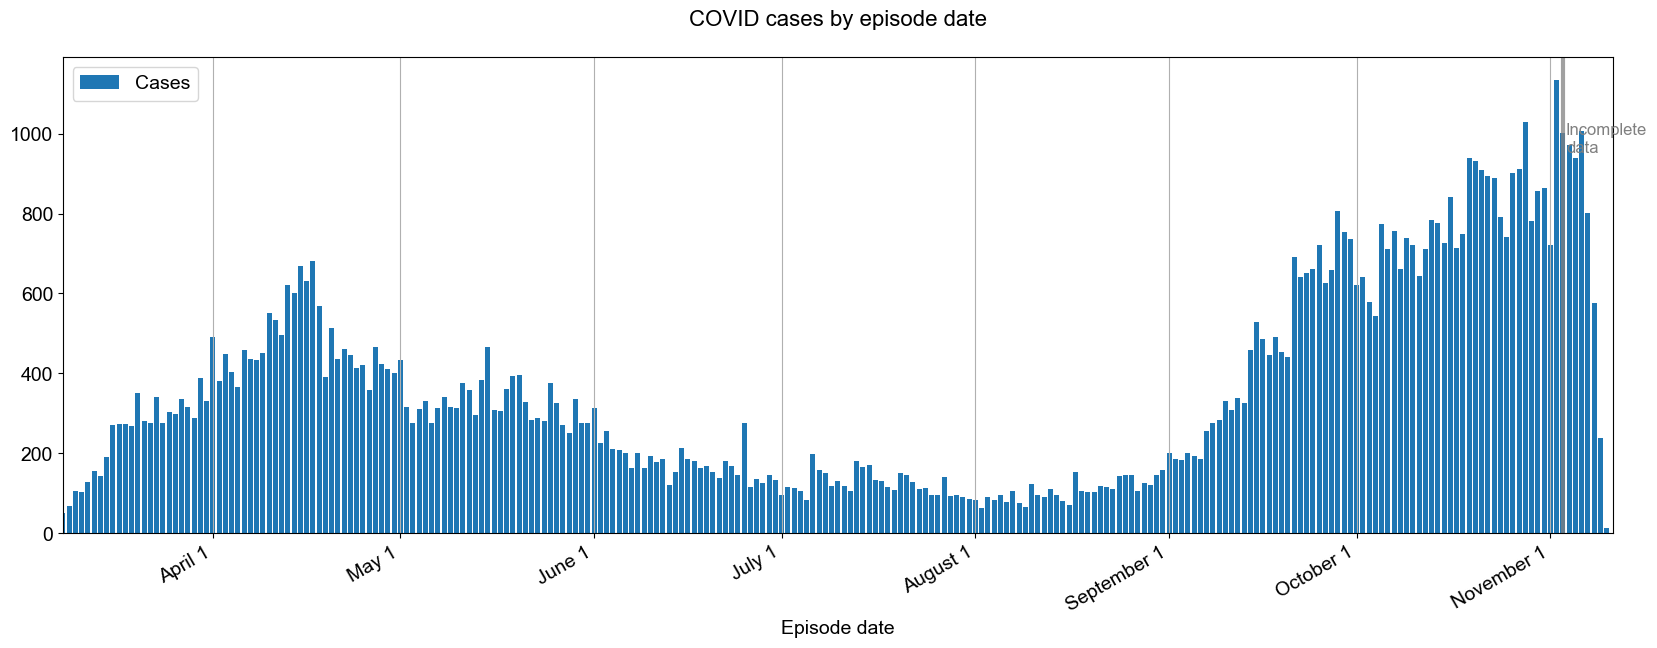 COVID cases by episode date
Cases
1000
800
600
400
200
0
Incomplete
data
April 1
May 1
June 1
July 1
August 1
September 1
October 1
November 1
Episode date